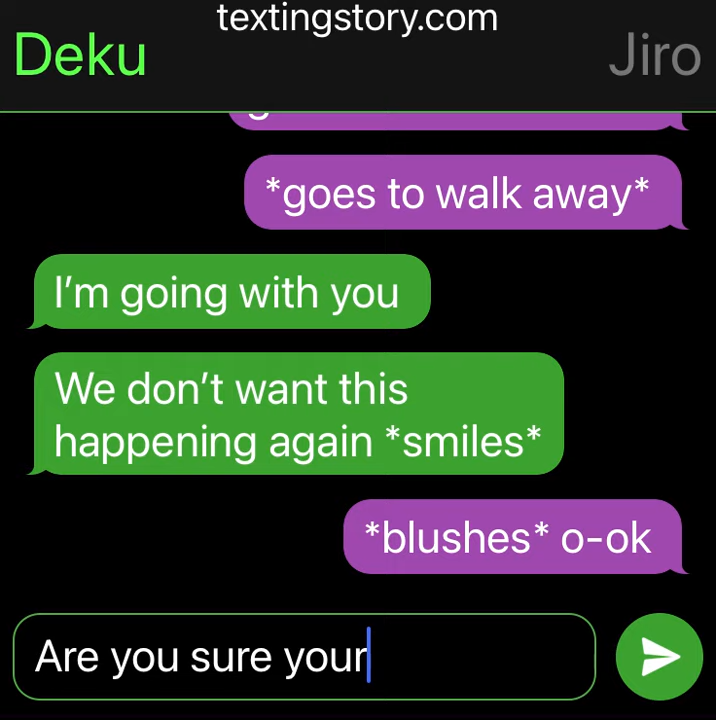 textingstory.com
Deku
Jiro
*goes to walk away*
I'm going with you
We don't want this
happening again *smiles*
*blushes* o-ok
Are you sure your